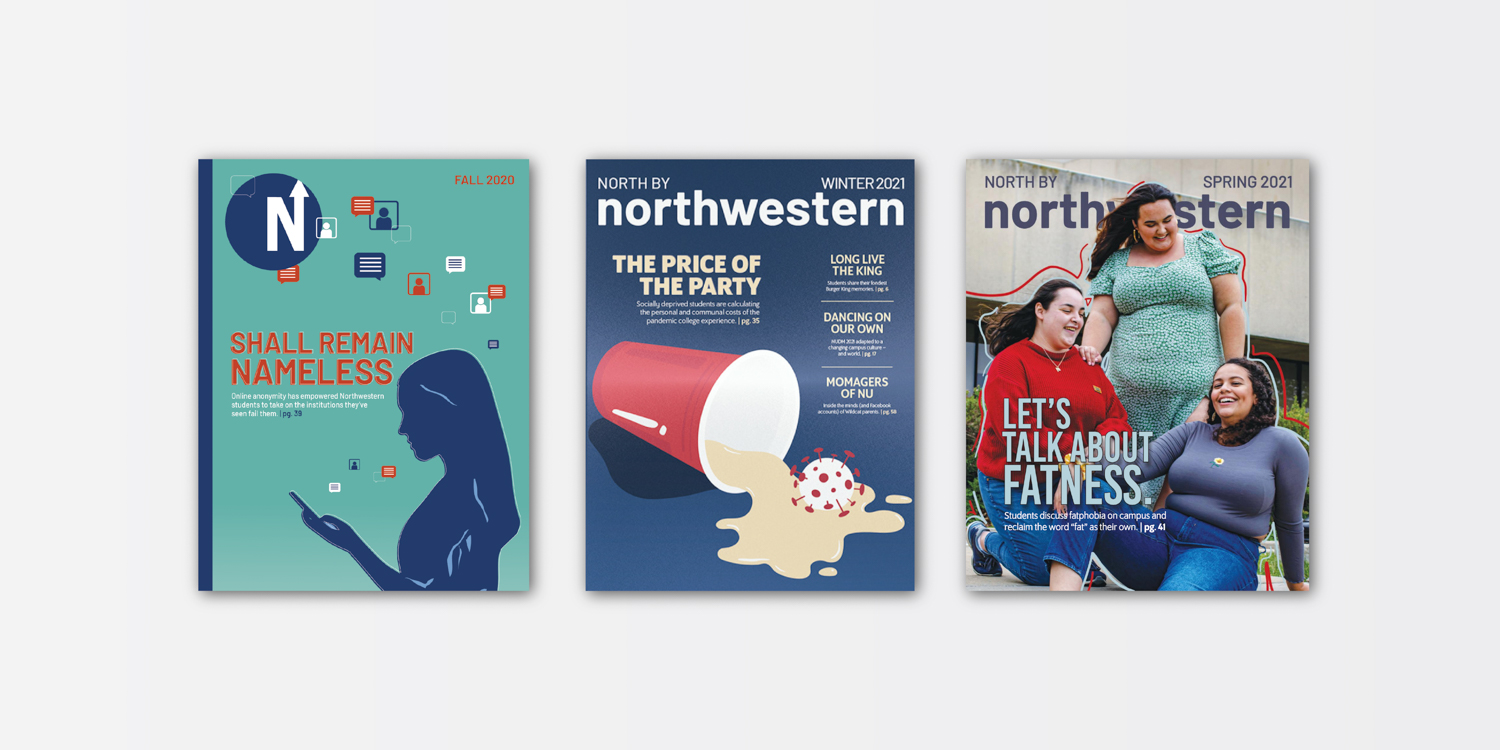 FALL 2020
N
SHALL REMAIN
NAMELESS
Online anonymity has empowered Northwestern
students to take on the institutions they've
seen fail them. | pg. 39
NORTH BY
WINTER 2021
northwestern
THE PRICE OF
THE PARTY
Socially deprived students are calculating
the personal and communal costs of the
pandemic college experience. | pg. 35
LONG LIVE
THE KING
Students share their fondest
Burger King memories. | pg. 6
DANCING ON
OUR OWN
NUDM 2021 adapted to a
changing campus culture –
and world. | pg. 17
MOMAGERS
OF NU
Inside the minds (and Facebook
accounts) of Wildcat parents. | pg. 58
NORTH BY
SPRING 2021
northwestern
LET'S
TALK ABOUT
FATNESS.
Students discuss fatphobia on campus and
reclaim the word "fat" as their own. | pg. 41